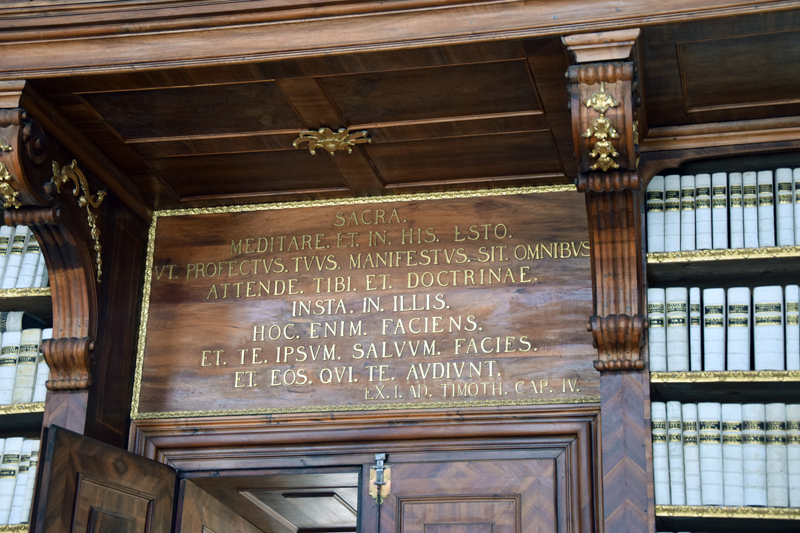 SACRA.
MEDITARE. ET. IN. HIS. ESTO.
VT. PROFECTVS. TVVS. MANIFESTVS. SIT. OMNIBVS
ATTENDE. TIBI. ET. DOCTRINAE.
INSTA. IN. ILLIS.
HOC. ENIM. FACIENS.
ET. TE. IPSVM. SALVVM. FACIES.
ET. EOS. QVI. TE. AVDIVNT.
EX. I. AD. TIMOTH. CAP. IV.